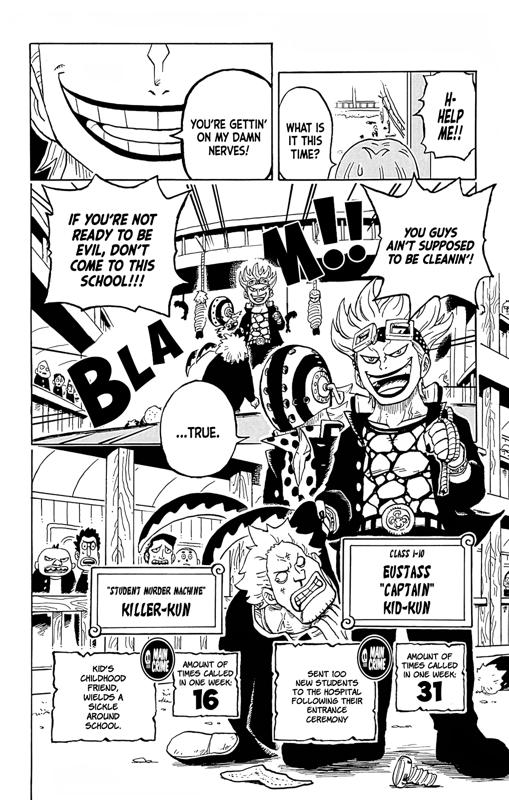 H-
HELP
ME!!
WHAT IS
IT THIS
TIME?
YOU'RE GETTIN'
ON MY DAMN
NERVES!
YOU GUYS
AIN'T SUPPOSED
TO BE CLEANIN'!
IF YOU'RE NOT
READY TO BE
EVIL, DON'T
COME TO THIS
SCHOOL!!!
BLAM!!
...TRUE.
CLASS 1-10
EUSTASS
"CAPTAIN"
KID-KUN
MAIN
CRIME
SENT 100
NEW STUDENTS
TO THE HOSPITAL
FOLLOWING THEIR
ENTRANCE
CEREMONY
AMOUNT OF
TIMES CALLED
IN ONE WEEK:
31
"STUDENT MURDER MACHINE"
KILLER-KUN
MAIN
CRIME
KID'S
CHILDHOOD
FRIEND,
WIELDS A
SICKLE
AROUND
SCHOOL.
AMOUNT OF
TIMES CALLED
IN ONE WEEK:
16